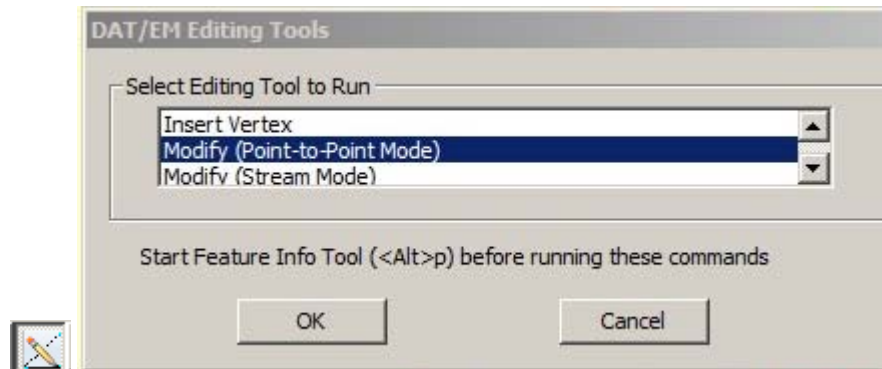 DAT/EM Editing Tools
Select Editing Tool to Run
Insert Vertex
Modify (Point-to-Point Mode)
Modify (Stream Mode)
Start Feature Info Tool (<Alt>p) before running these commands
OK Cancel